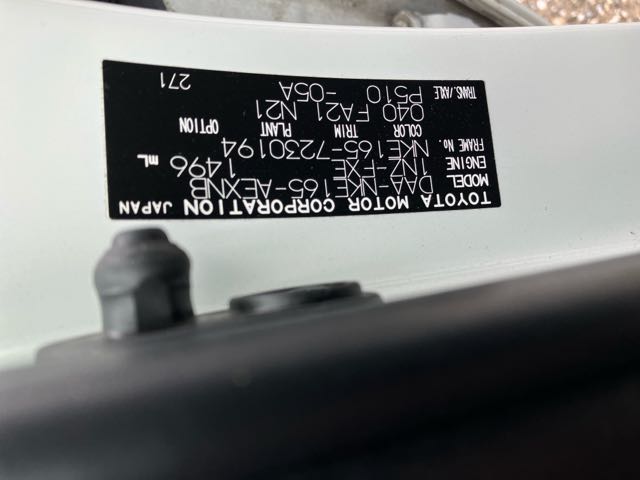 TOYOTA MOTOR CORPORATION JAPAN
MODEL DAA-NKE165-AEXNB
ENGINE 1NZ-FXE 1496 mL
FRAME NO. NKE165-7230194
COLOR TRIM PLANT OPTION
040 FA21 N21
TRANS./AXLE P510 -05A
271